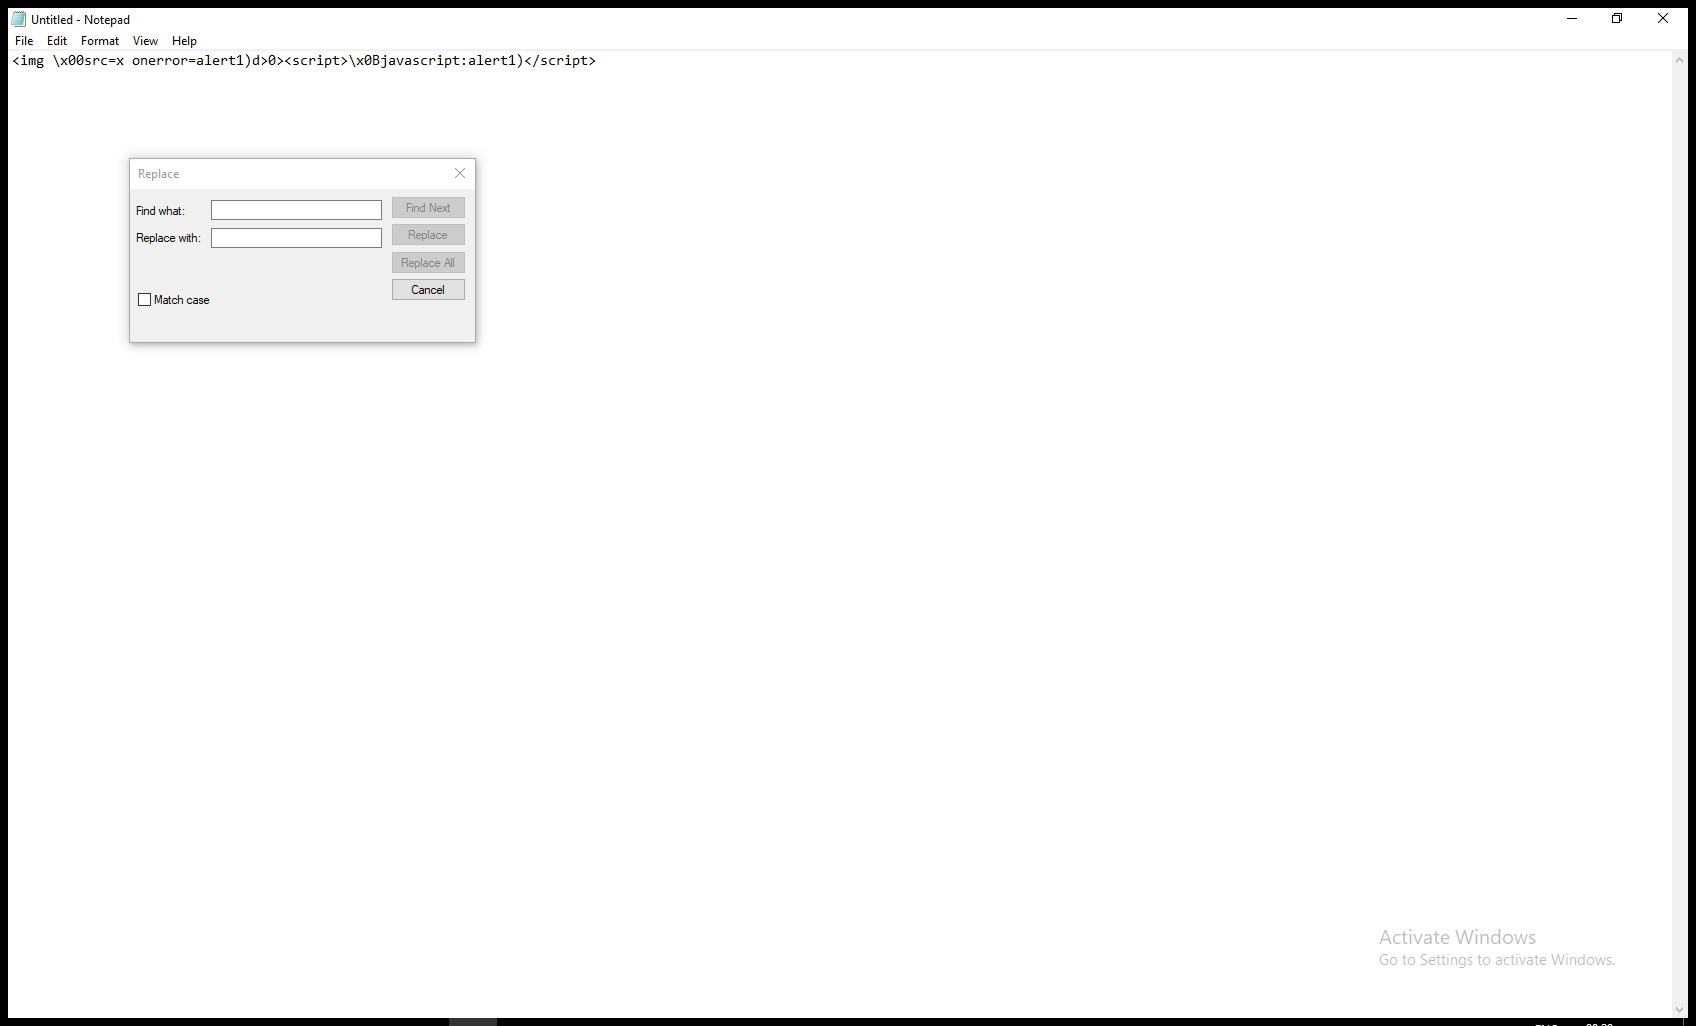 Untitled - Notepad
File Edit Format View Help
<img \x00src=x onerror=alert1)d>0><script>\x0Bjavascript:alert1)</script>
Replace
Find what:
Find Next
Replace with:
Replace
Replace All
Cancel
Match case
Activate Windows
Go to Settings to activate Windows.